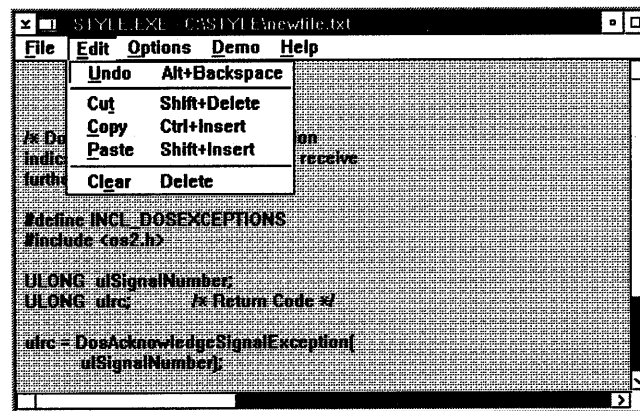 STYLE.EXE - C:\STYLE\newfile.txt
File Edit Options Demo Help
Undo Alt+Backspace
Cut Shift+Delete
Copy Ctrl+Insert
Paste Shift+Insert
Clear Delete
/* Do on
indic receive
furthe
#define INCL_DOSEXCEPTIONS
#include <os2.h>
ULONG ulSignalNumber;
ULONG ulrc; /* Return Code */
ulrc = DosAcknowledgeSignalException(
ulSignalNumber);